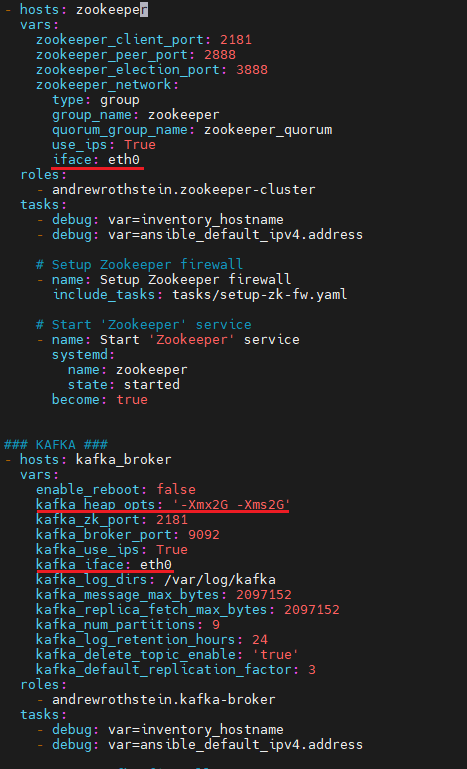 - hosts: zookeeper
  vars:
    zookeeper_client_port: 2181
    zookeeper_peer_port: 2888
    zookeeper_election_port: 3888
    zookeeper_network:
      type: group
      group_name: zookeeper
      quorum_group_name: zookeeper_quorum
      use_ips: True
      iface: eth0
  roles:
    - andrewrothstein.zookeeper-cluster
  tasks:
    - debug: var=inventory_hostname
    - debug: var=ansible_default_ipv4.address

    # Setup Zookeeper firewall
    - name: Setup Zookeeper firewall
      include_tasks: tasks/setup-zk-fw.yaml

    # Start 'Zookeeper' service
    - name: Start 'Zookeeper' service
      systemd:
        name: zookeeper
        state: started
      become: true


### KAFKA ###
- hosts: kafka_broker
  vars:
    enable_reboot: false
    kafka_heap_opts: '-Xmx2G -Xms2G'
    kafka_zk_port: 2181
    kafka_broker_port: 9092
    kafka_use_ips: True
    kafka_iface: eth0
    kafka_log_dirs: /var/log/kafka
    kafka_message_max_bytes: 2097152
    kafka_replica_fetch_max_bytes: 2097152
    kafka_num_partitions: 9
    kafka_log_retention_hours: 24
    kafka_delete_topic_enable: 'true'
    kafka_default_replication_factor: 3
  roles:
    - andrewrothstein.kafka-broker
  tasks:
    - debug: var=inventory_hostname
    - debug: var=ansible_default_ipv4.address